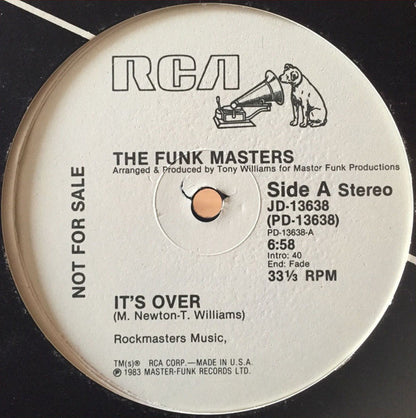 RCA
NOT FOR SALE
THE FUNK MASTERS
Arranged & Produced by Tony Williams for Mastor Funk Productions
Side A Stereo
JD-13638
(PD-13638)
PD-13638-A
6:58
Intro: 40
End: Fade
33⅓ RPM
IT'S OVER
(M. Newton-T. Williams)
Rockmasters Music,
TM(s)® RCA CORP.—MADE IN U.S.A.
℗ 1983 MASTER-FUNK RECORDS LTD.